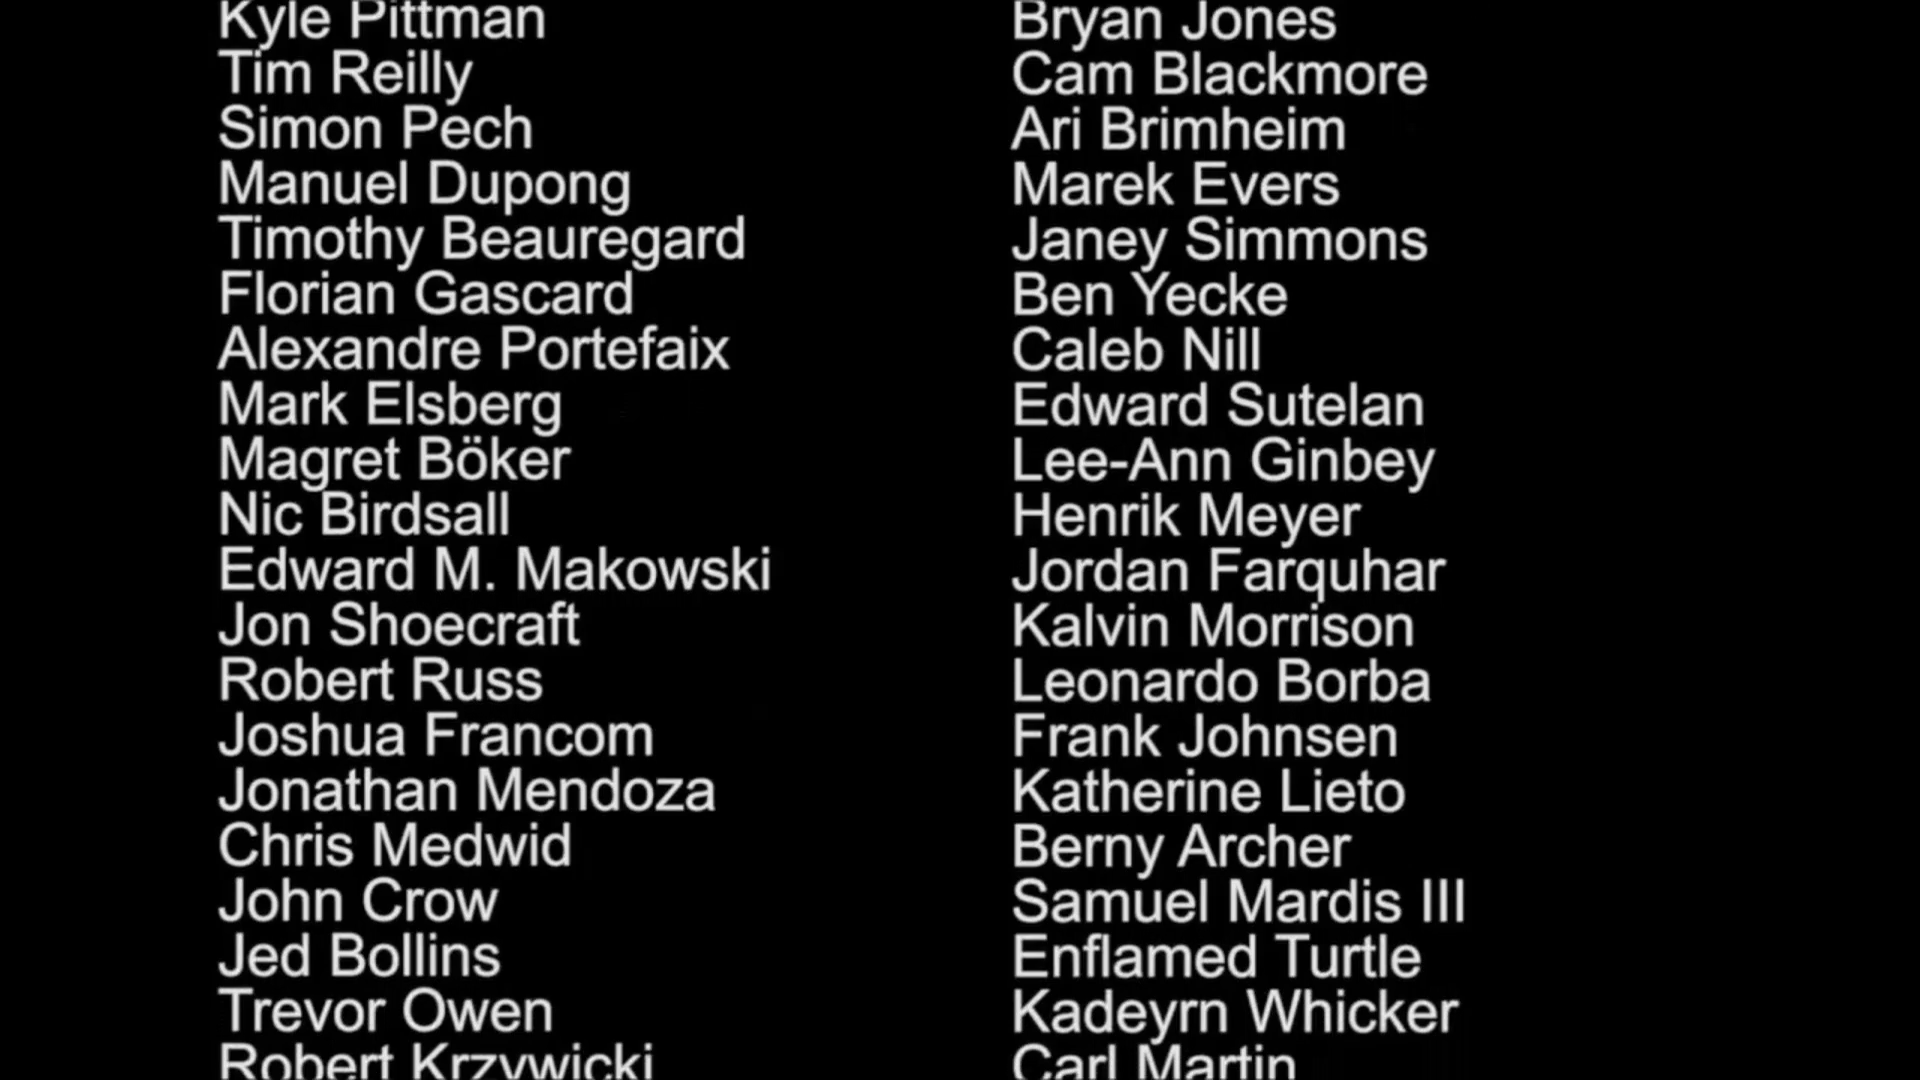 Kyle Pittman
Tim Reilly
Simon Pech
Manuel Dupong
Timothy Beauregard
Florian Gascard
Alexandre Portefaix
Mark Elsberg
Magret Böker
Nic Birdsall
Edward M. Makowski
Jon Shoecraft
Robert Russ
Joshua Francom
Jonathan Mendoza
Chris Medwid
John Crow
Jed Bollins
Trevor Owen
Robert Krzywicki
Bryan Jones
Cam Blackmore
Ari Brimheim
Marek Evers
Janey Simmons
Ben Yecke
Caleb Nill
Edward Sutelan
Lee-Ann Ginbey
Henrik Meyer
Jordan Farquhar
Kalvin Morrison
Leonardo Borba
Frank Johnsen
Katherine Lieto
Berny Archer
Samuel Mardis III
Enflamed Turtle
Kadeyrn Whicker
Carl Martin